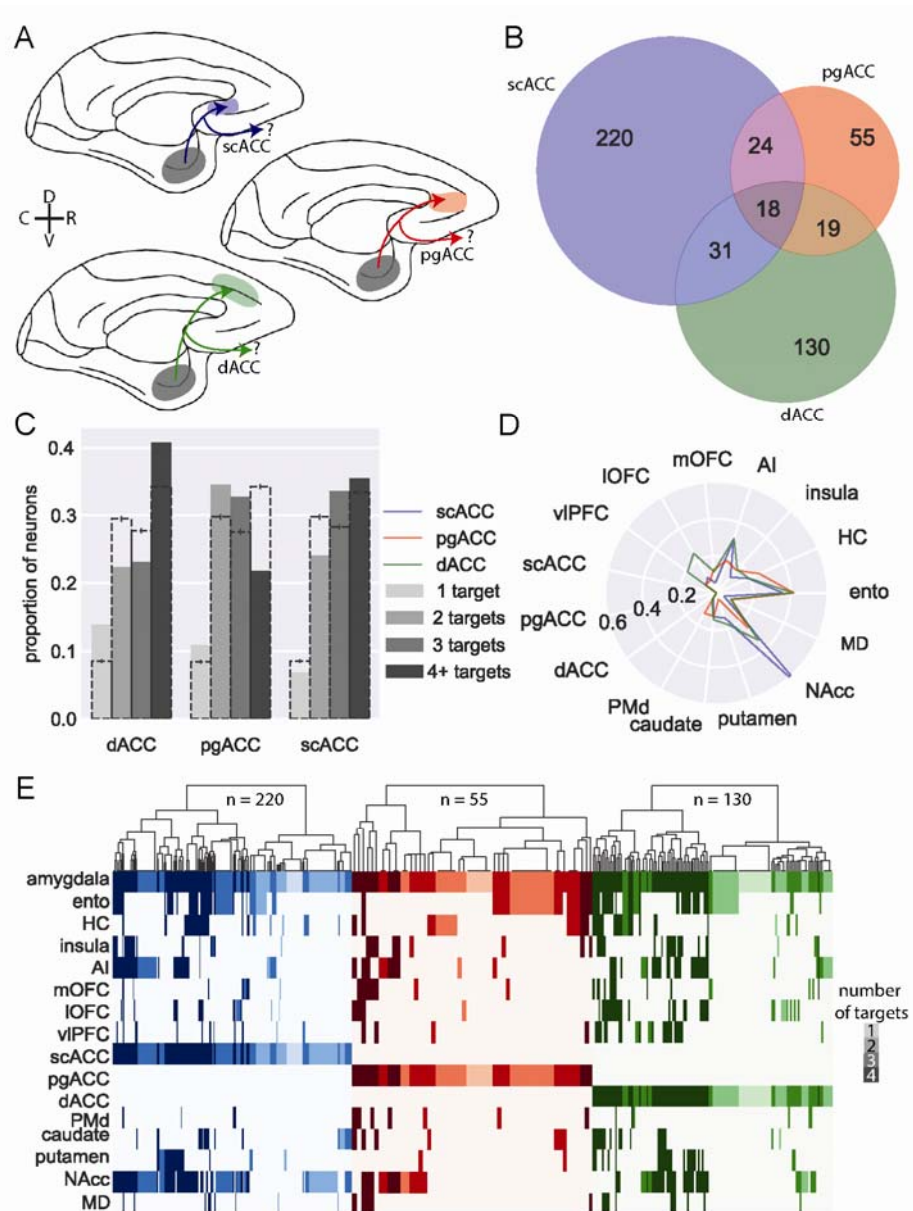 A
?
scACC
D
C R
V
?
pgACC
?
dACC
B
scACC
pgACC
220
24
55
18
31
19
130
dACC
C
proportion of neurons
0.4
0.3
0.2
0.1
0.0
dACC pgACC scACC
scACC
pgACC
dACC
1 target
2 targets
3 targets
4+ targets
D
mOFC
AI
insula
HC
ento
MD
NAcc
putamen
caudate
PMd
dACC
pgACC
scACC
vlPFC
lOFC
0.6 0.4 0.2
E
n = 220 n = 55 n = 130
amygdala
ento
HC
insula
AI
mOFC
lOFC
vlPFC
scACC
pgACC
dACC
PMd
caudate
putamen
NAcc
MD
number
of targets
1
2
3
4